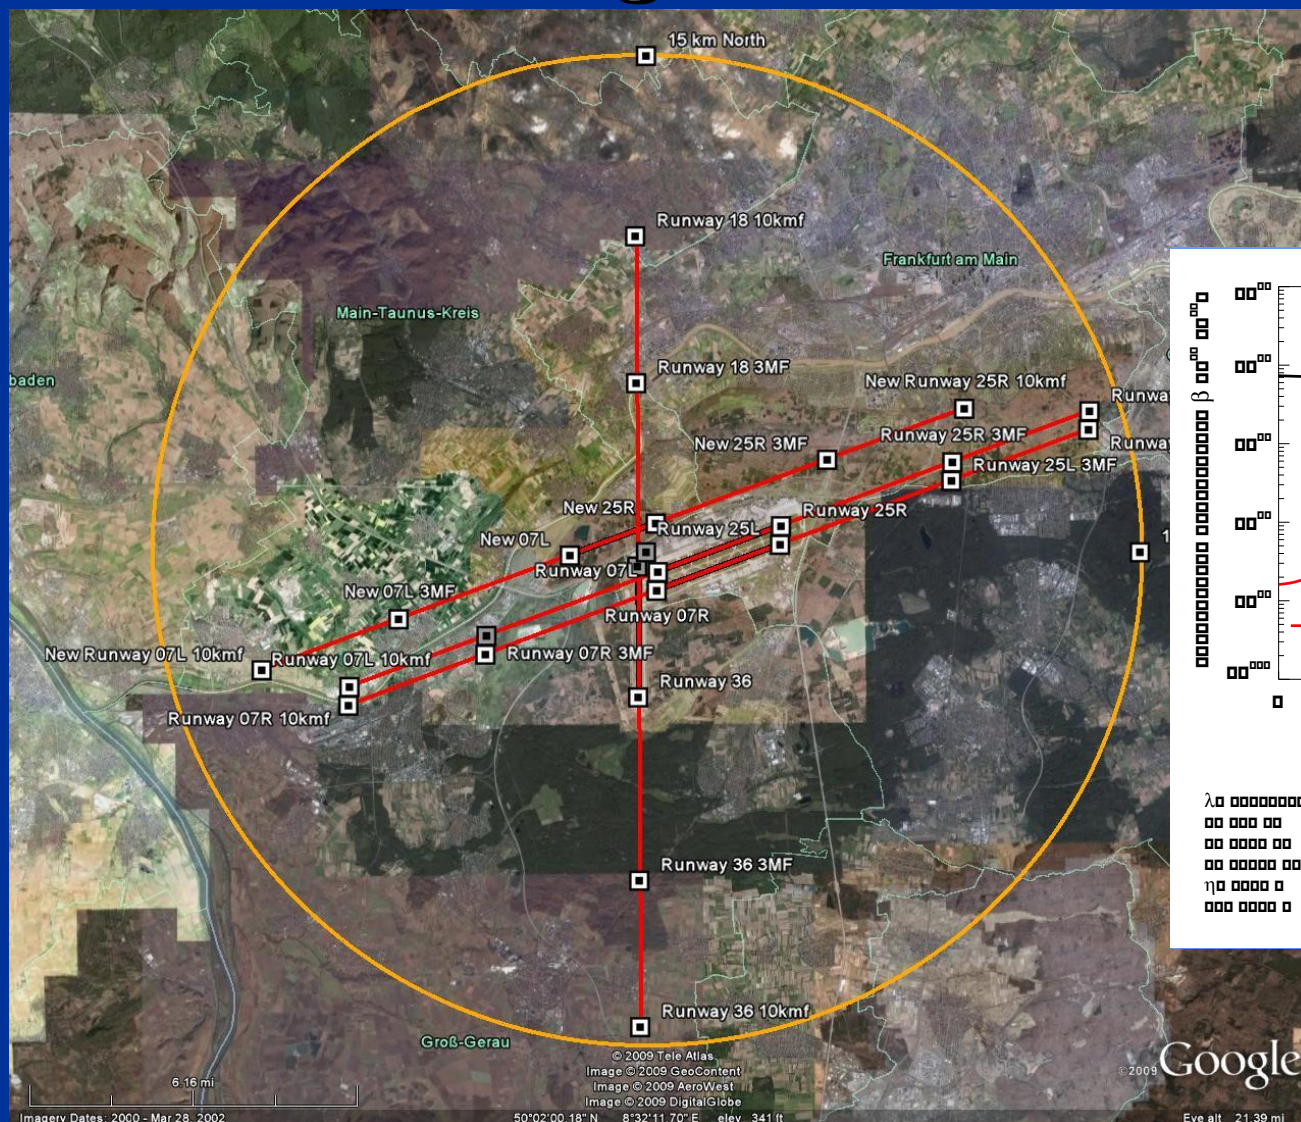 15 km North
Runway 18 10kmf
Frankfurt am Main
Main-Taunus-Kreis
Runway 18 3MF
baden
New Runway 25R 10kmf
Runway
New 25R 3MF
Runway 25R 3MF
Runway
Runway 25L 3MF
New 25R
Runway 25R
Runway 25L
New 07L
Runway 07L
New 07L 3MF
Runway 07R
New Runway 07L 10kmf
Runway 07L 10kmf
Runway 07R 3MF
Runway 36
Runway 07R 10kmf
Runway 36 3MF
Runway 36 10kmf
Groß-Gerau
© 2009 Tele Atlas
Image © 2009 GeoContent
Image © 2009 AeroWest
Image © 2009 DigitalGlobe
© 2009 Google
6.16 mi
Imagery Dates: 2000 - Mar 28, 2002
50°02'00.18" N 8°32'11.70" E elev 341 ft
Eye alt 21.39 mi
β
λ
η